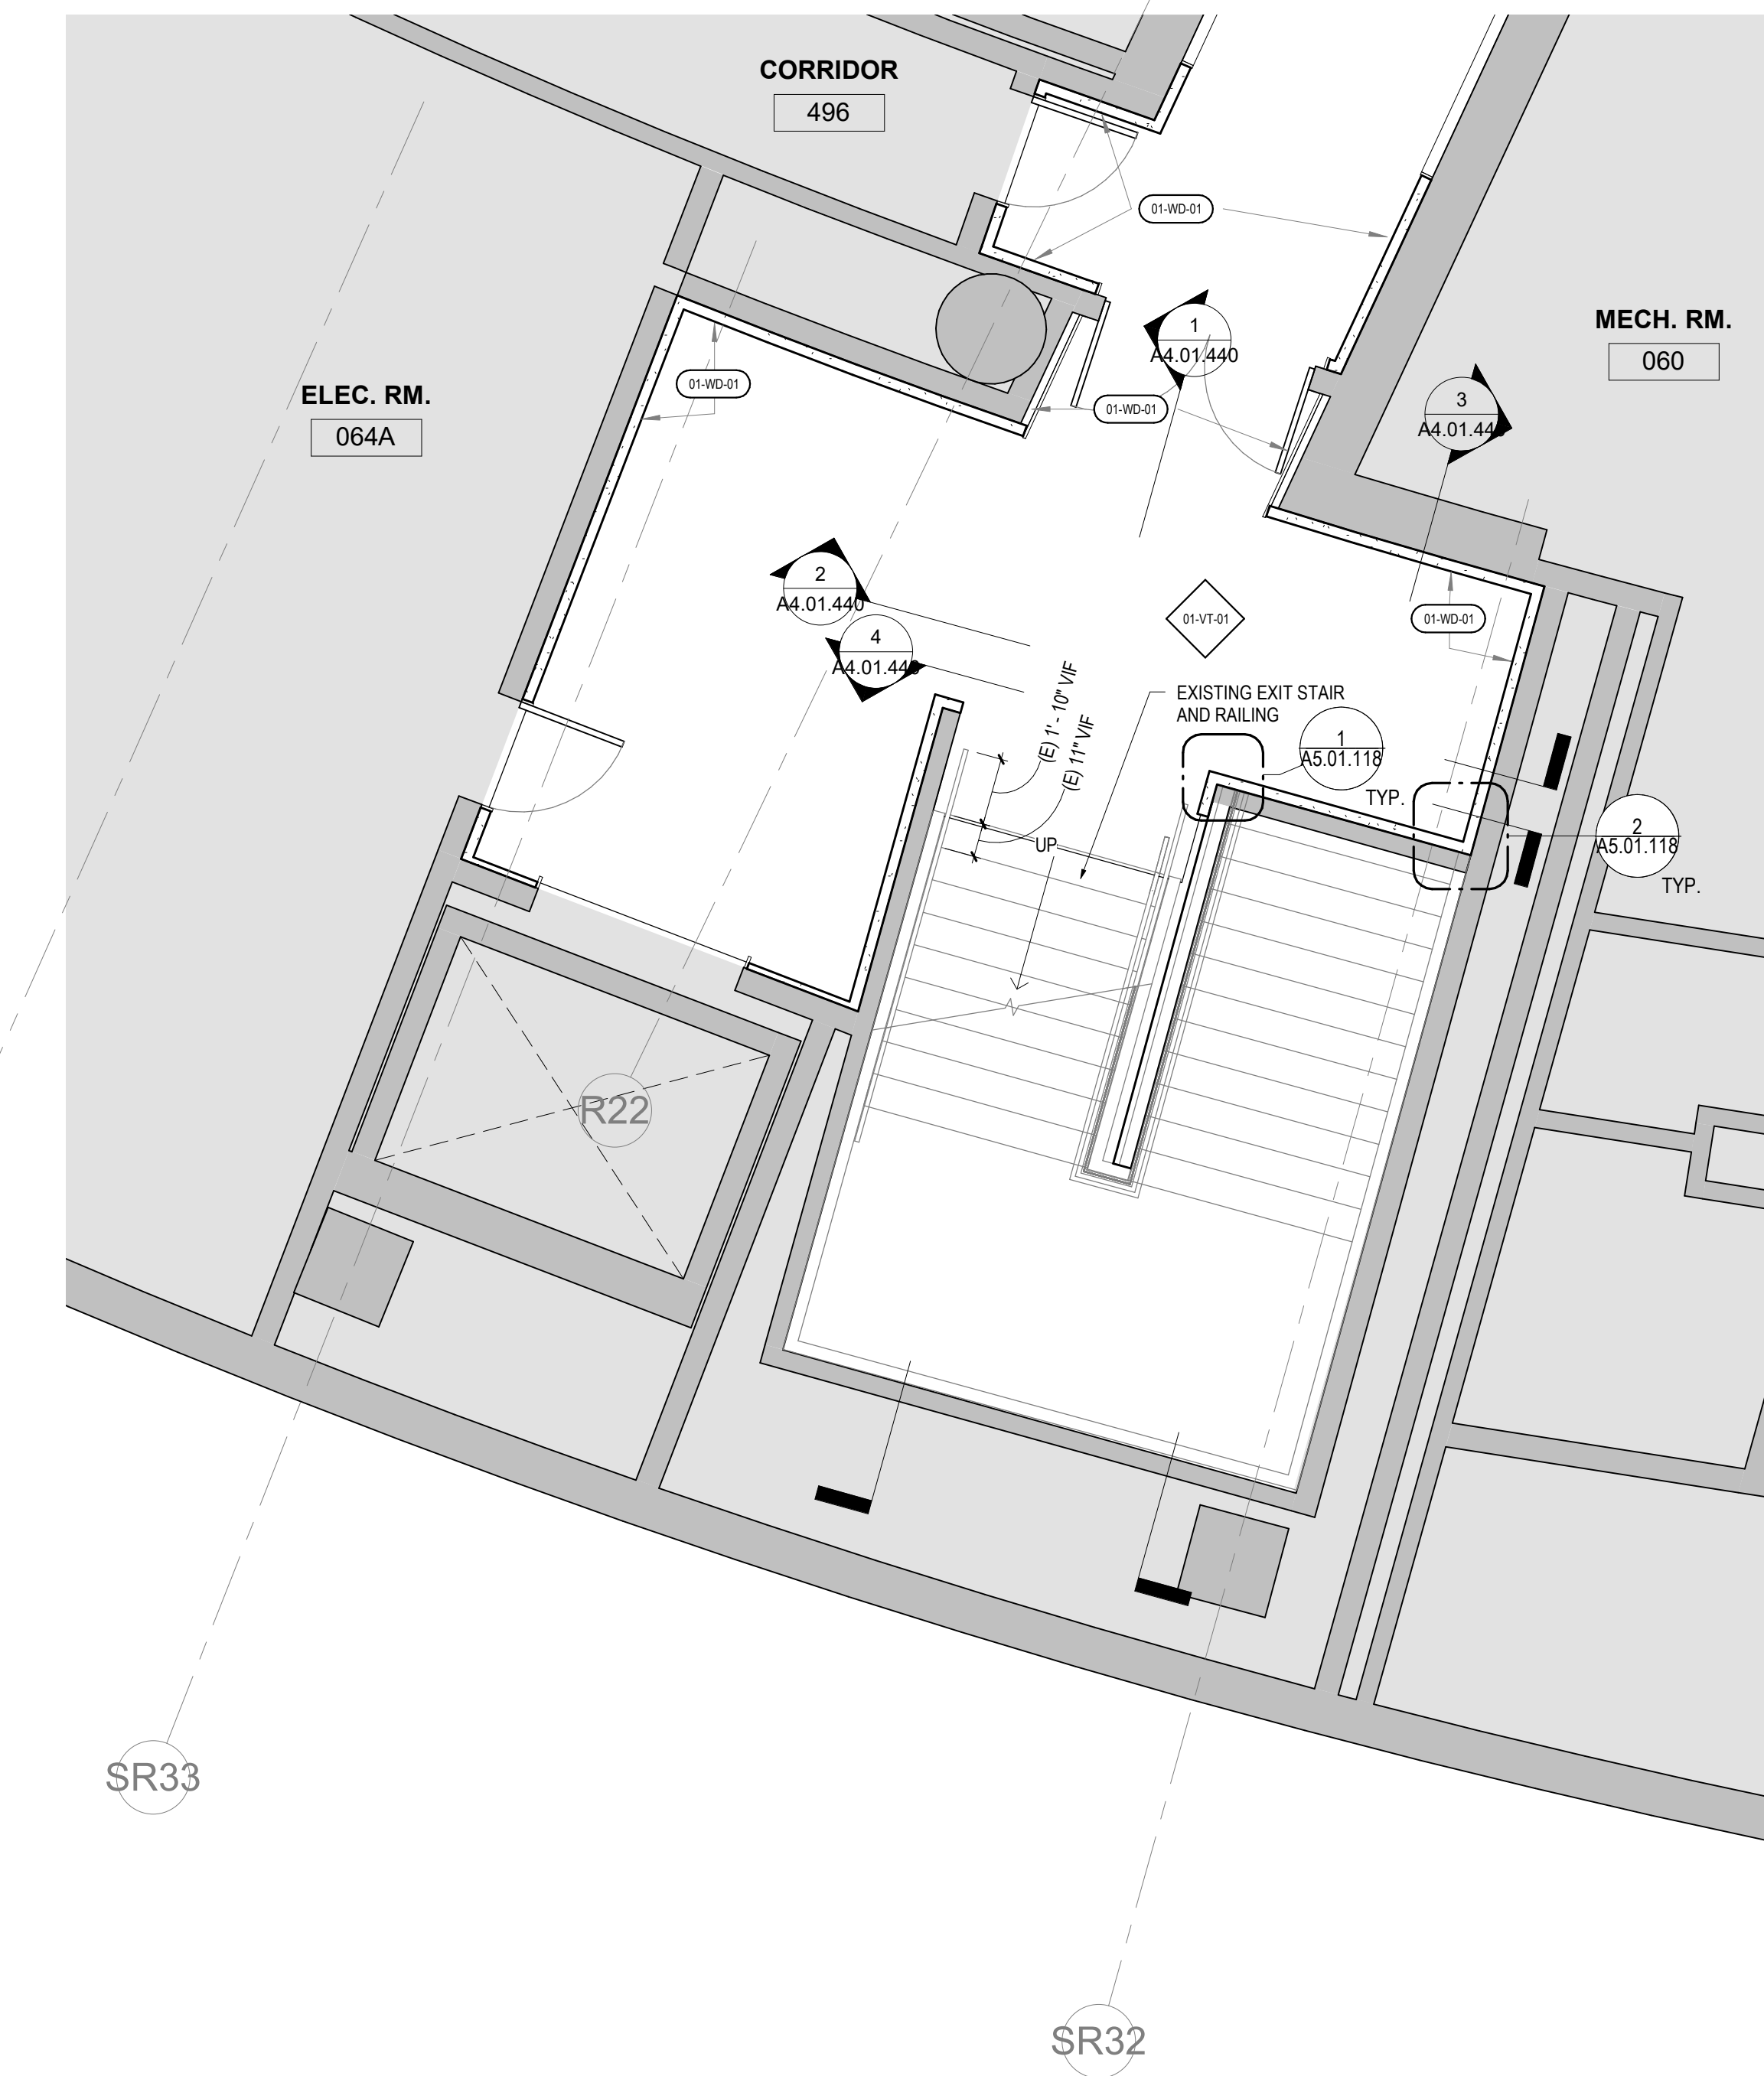 CORRIDOR
496
01-WD-01
MECH. RM.
060
1
A4.01.440
ELEC. RM.
064A
01-WD-01
01-WD-01
3
A4.01.440
2
A4.01.440
01-VT-01
01-WD-01
4
A4.01.440
(E) 1' - 10" VIF
(E) 11" VIF
EXISTING EXIT STAIR
AND RAILING
1
A5.01.118
TYP.
2
A5.01.118
TYP.
UP
R22
SR33
SR32